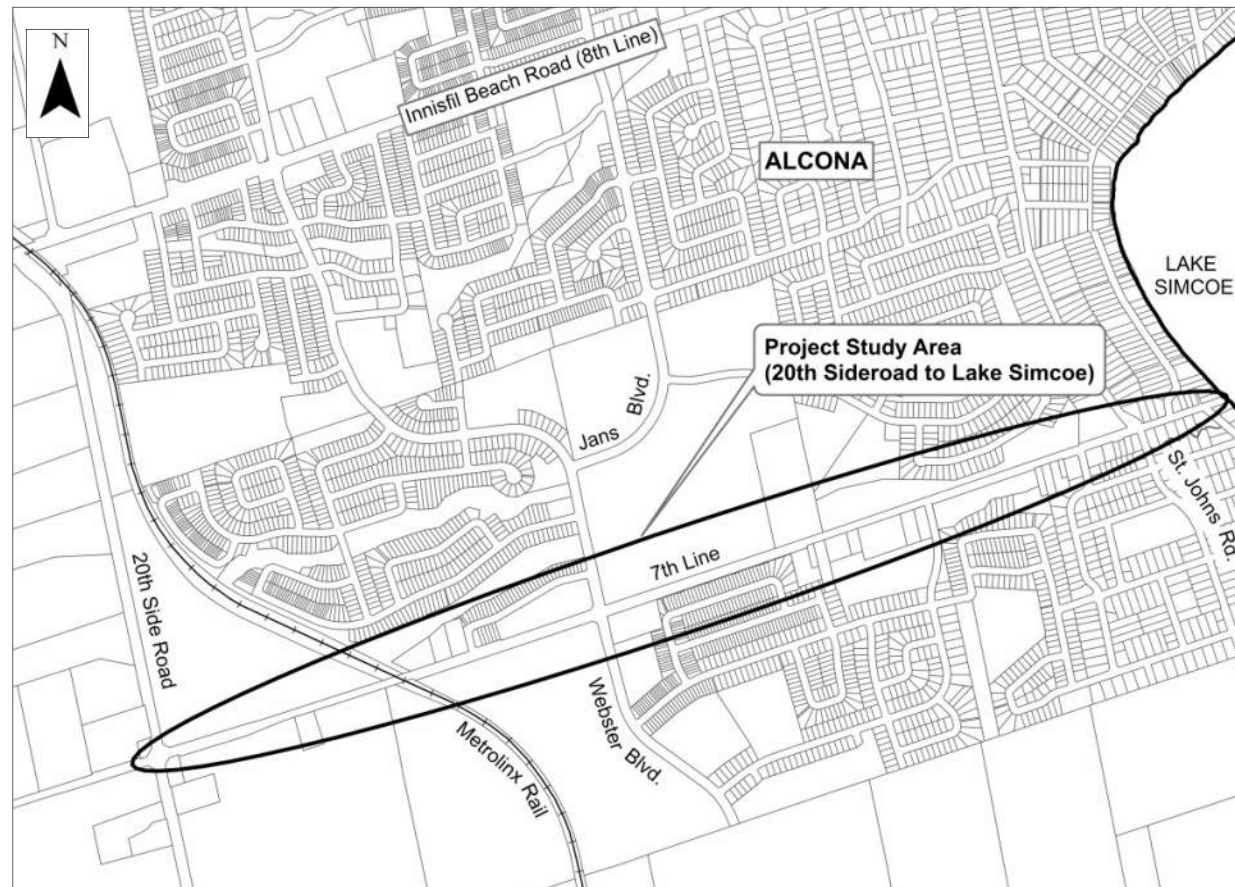 N
Innisfil Beach Road (8th Line)
ALCONA
LAKE
SIMCOE
Project Study Area
(20th Sideroad to Lake Simcoe)
Jans Blvd.
St. Johns Rd.
7th Line
20th Side Road
Webster Blvd.
Metrolinx Rail